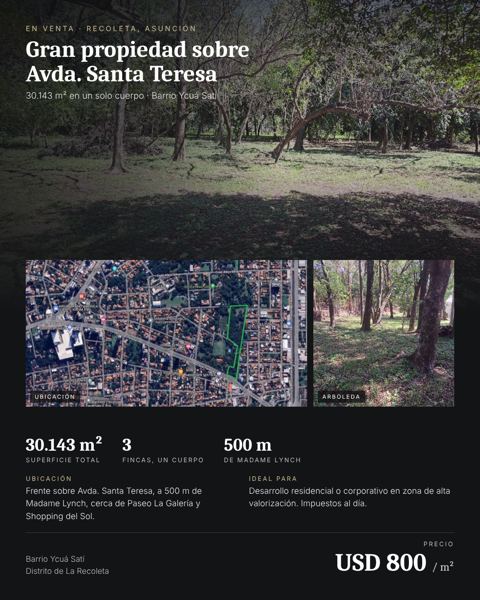 EN VENTA · RECOLETA, ASUNCIÓN
Gran propiedad sobre
Avda. Santa Teresa
30.143 m² en un solo cuerpo · Barrio Ycuá Satí
UBICACIÓN
ARBOLEDA
30.143 m²
SUPERFICIE TOTAL
3
FINCAS, UN CUERPO
500 m
DE MADAME LYNCH
UBICACIÓN
Frente sobre Avda. Santa Teresa, a 500 m de
Madame Lynch, cerca de Paseo La Galería y
Shopping del Sol.
IDEAL PARA
Desarrollo residencial o corporativo en zona de alta
valorización. Impuestos al día.
PRECIO
USD 800 / m²
Barrio Ycuá Satí
Distrito de La Recoleta